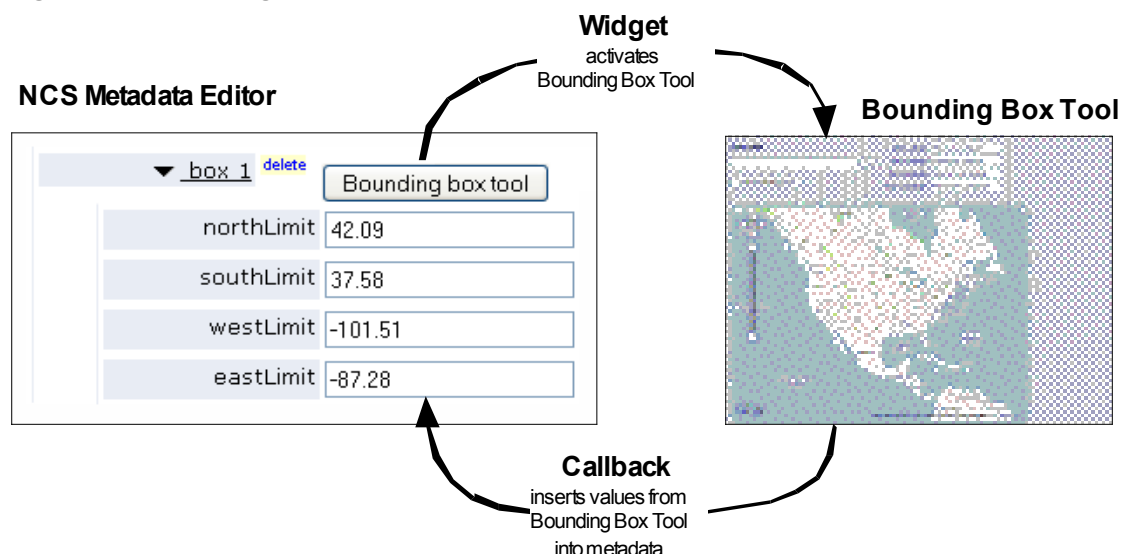 Widget
activates
Bounding Box Tool
NCS Metadata Editor
Bounding Box Tool
box 1 delete
Bounding box tool
northLimit 42.09
southLimit 37.58
westLimit -101.51
eastLimit -87.28
Callback
inserts values from
Bounding Box Tool
into metadata